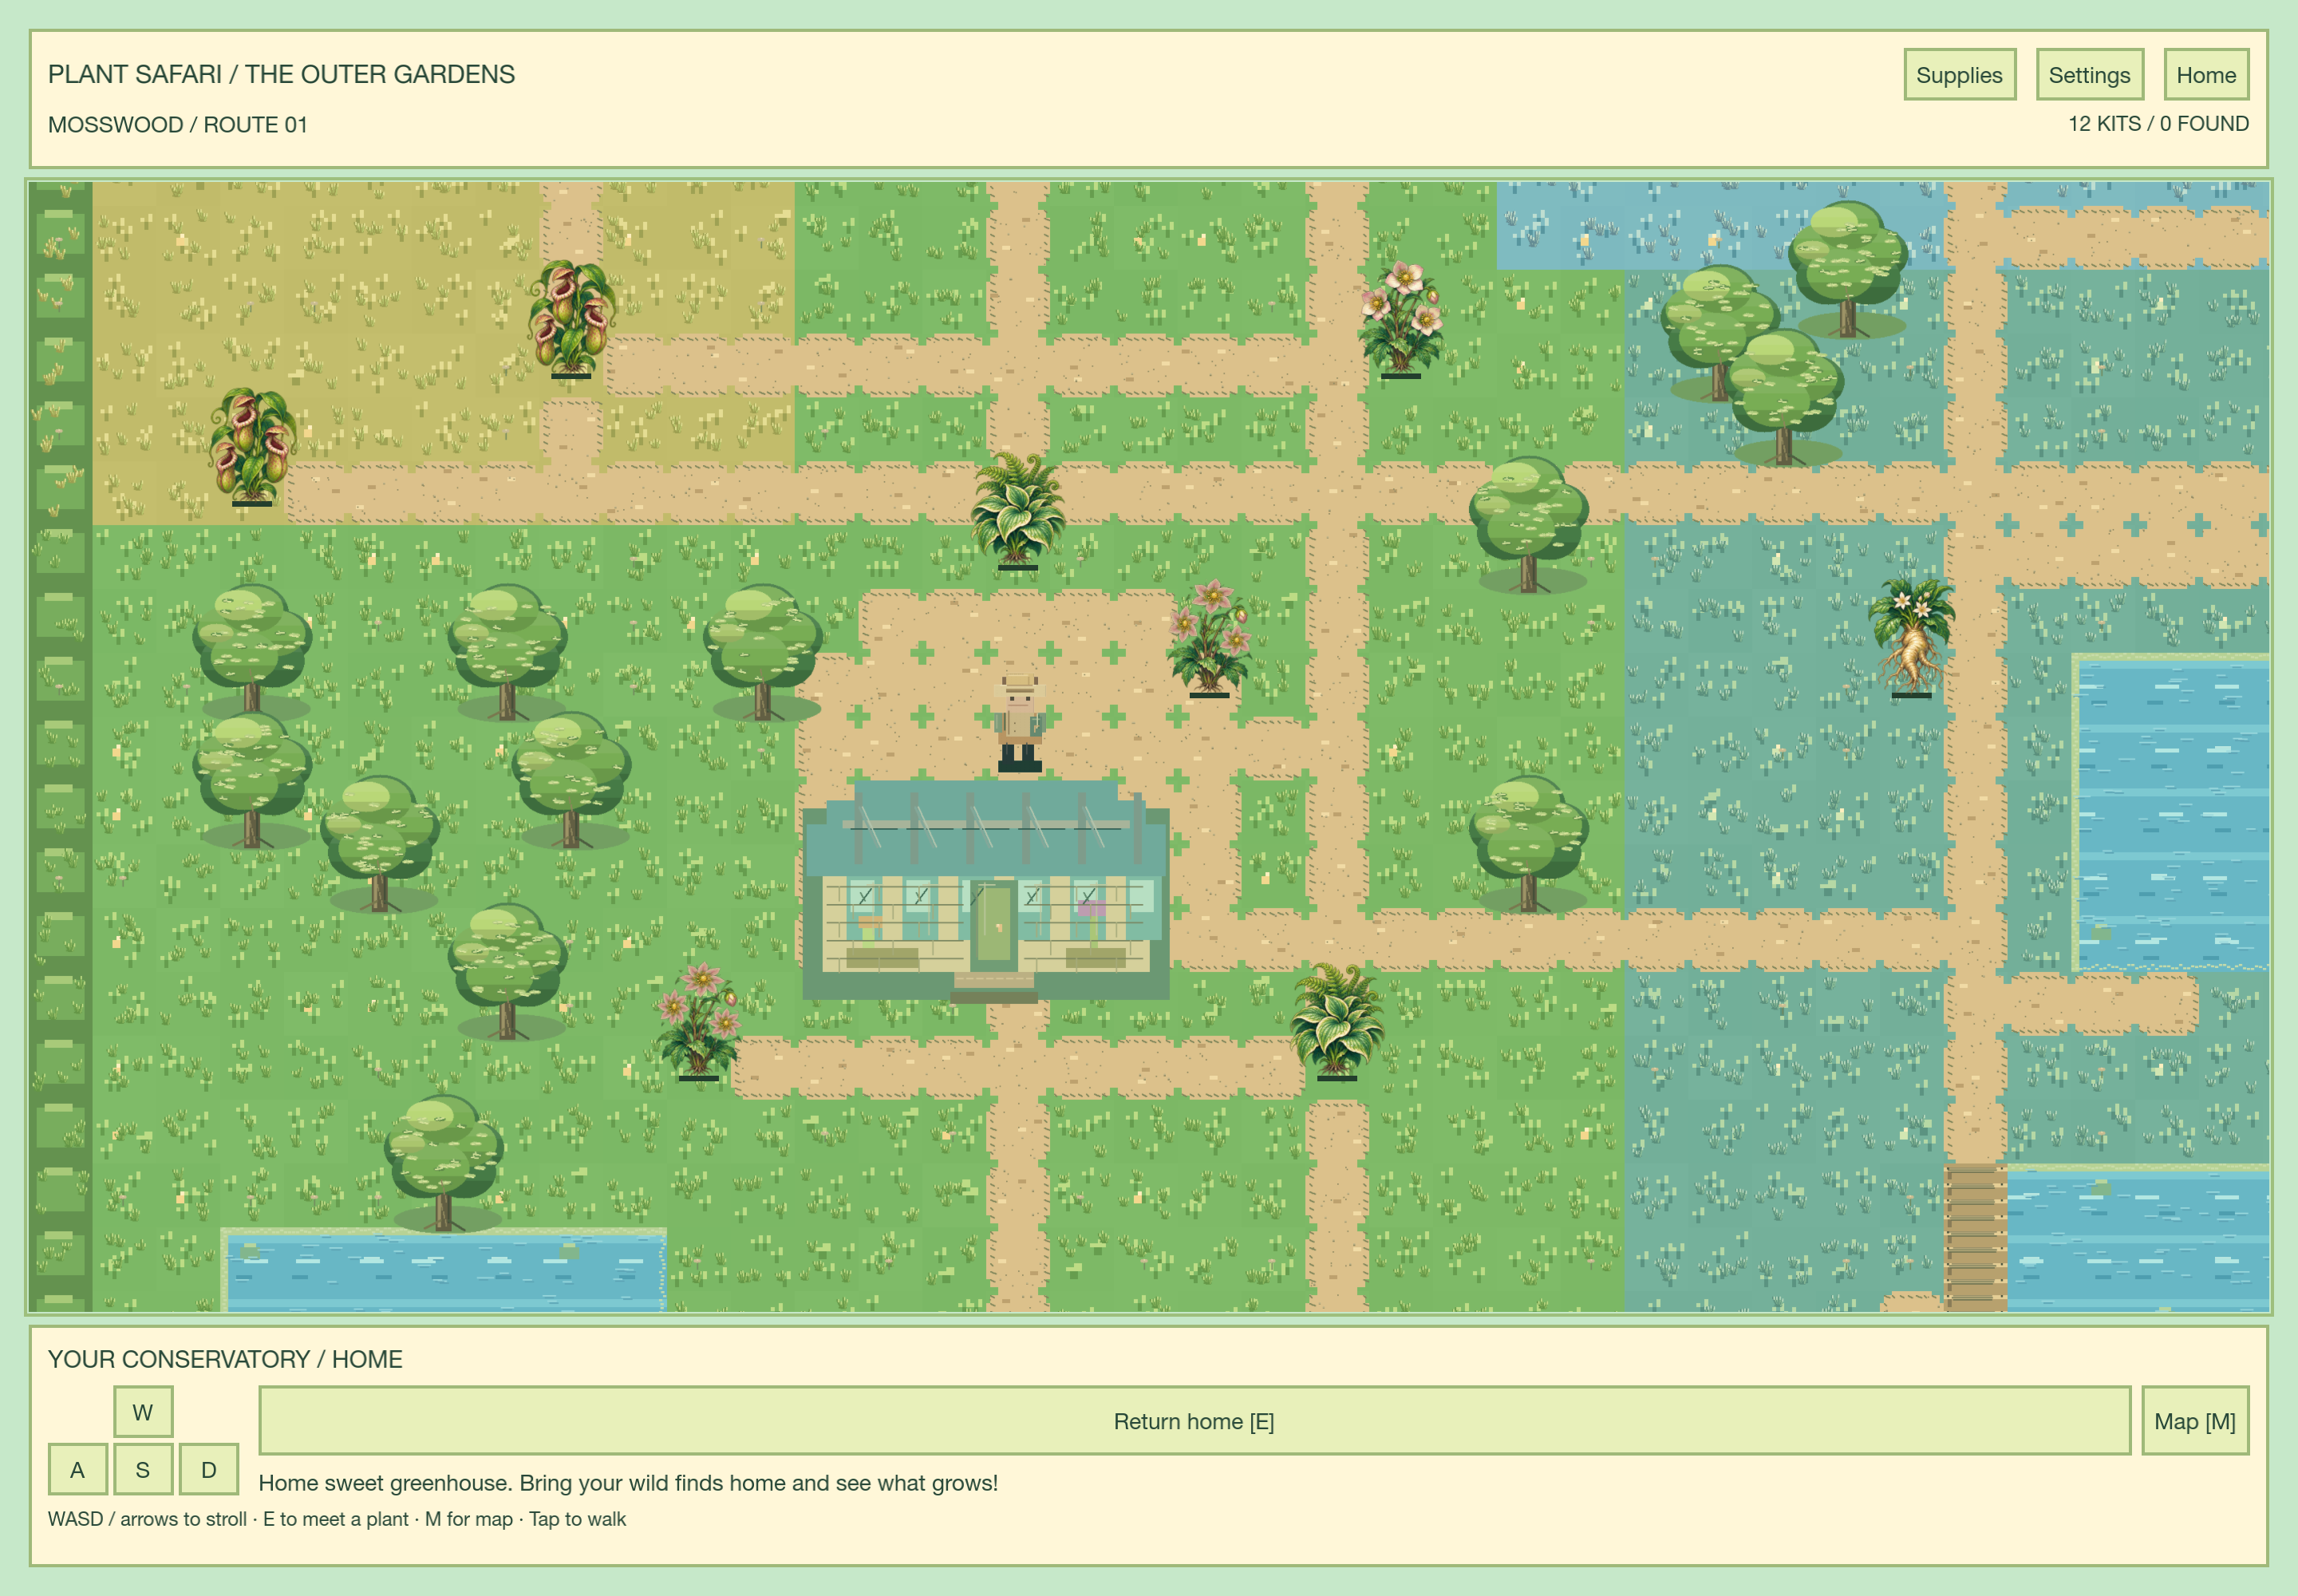 PLANT SAFARI / THE OUTER GARDENS
Supplies
Settings
Home
MOSSWOOD / ROUTE 01
12 KITS / 0 FOUND
YOUR CONSERVATORY / HOME
W
A
S
D
Return home [E]
Map [M]
Home sweet greenhouse. Bring your wild finds home and see what grows!
WASD / arrows to stroll · E to meet a plant · M for map · Tap to walk